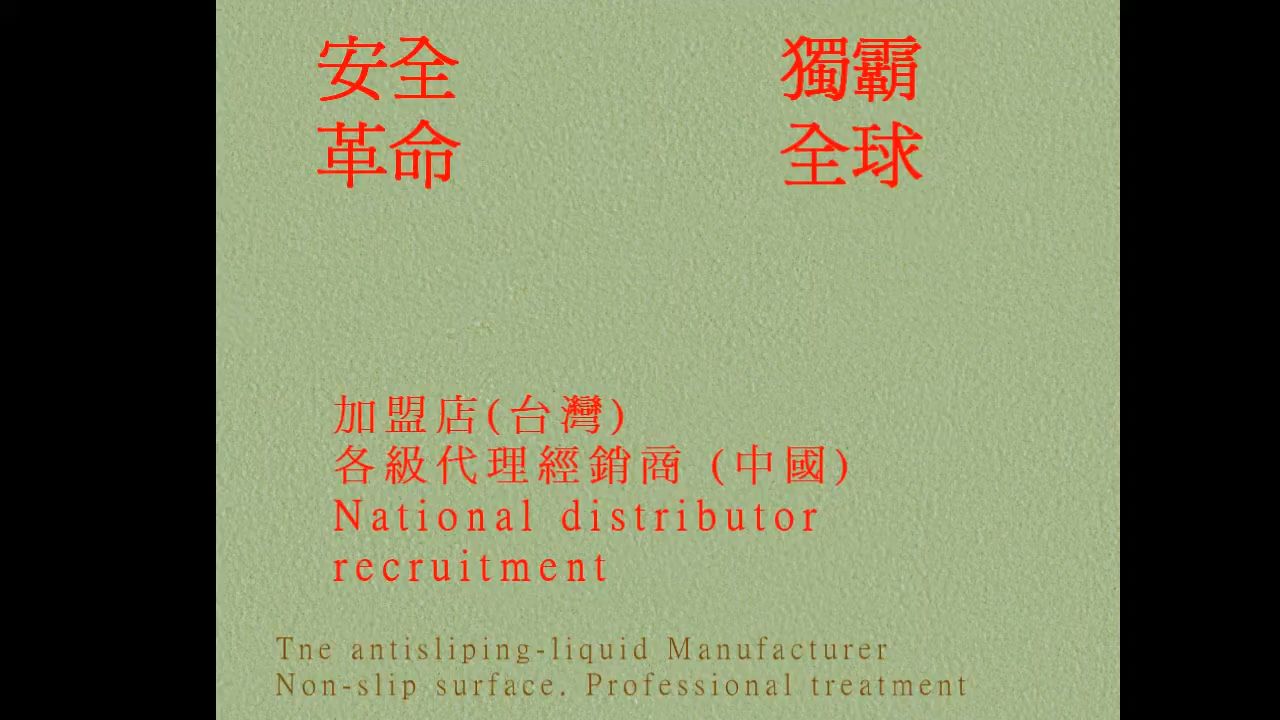 安全
革命
獨霸
全球
加盟店(台灣)
各級代理經銷商 (中國)
National distributor
recruitment
Tne antisliping-liquid Manufacturer
Non-slip surface. Professional treatment